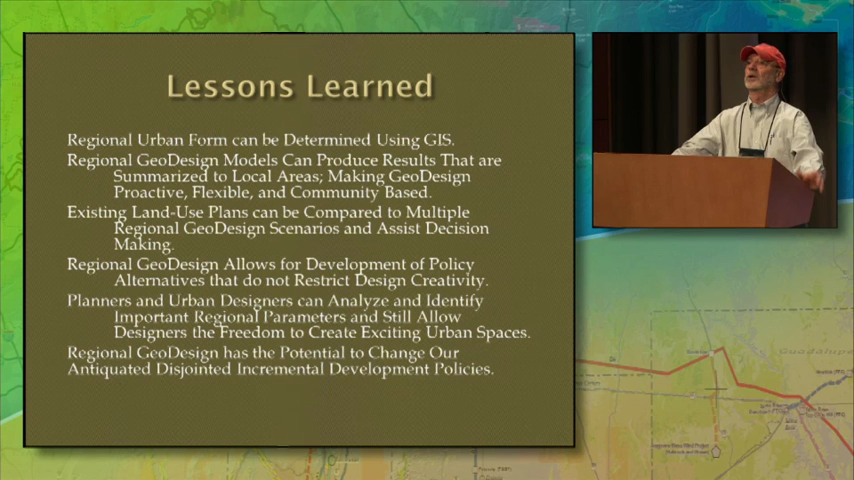 Lessons Learned
Regional Urban Form can be Determined Using GIS.
Regional GeoDesign Models Can Produce Results That are
Summarized to Local Areas; Making GeoDesign
Proactive, Flexible, and Community Based.
Existing Land-Use Plans can be Compared to Multiple
Regional GeoDesign Scenarios and Assist Decision
Making.
Regional GeoDesign Allows for Development of Policy
Alternatives that do not Restrict Design Creativity.
Planners and Urban Designers can Analyze and Identify
Important Regional Parameters and Still Allow
Designers the Freedom to Create Exciting Urban Spaces.
Regional GeoDesign has the Potential to Change Our
Antiquated Disjointed Incremental Development Policies.